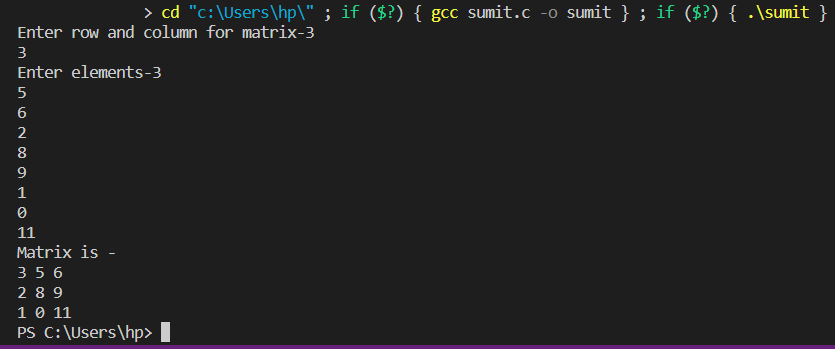 > cd "c:\Users\hp\" ; if ($?) { gcc sumit.c -o sumit } ; if ($?) { .\sumit }
Enter row and column for matrix-3
3
Enter elements-3
5
6
2
8
9
1
0
11
Matrix is -
3 5 6
2 8 9
1 0 11
PS C:\Users\hp>